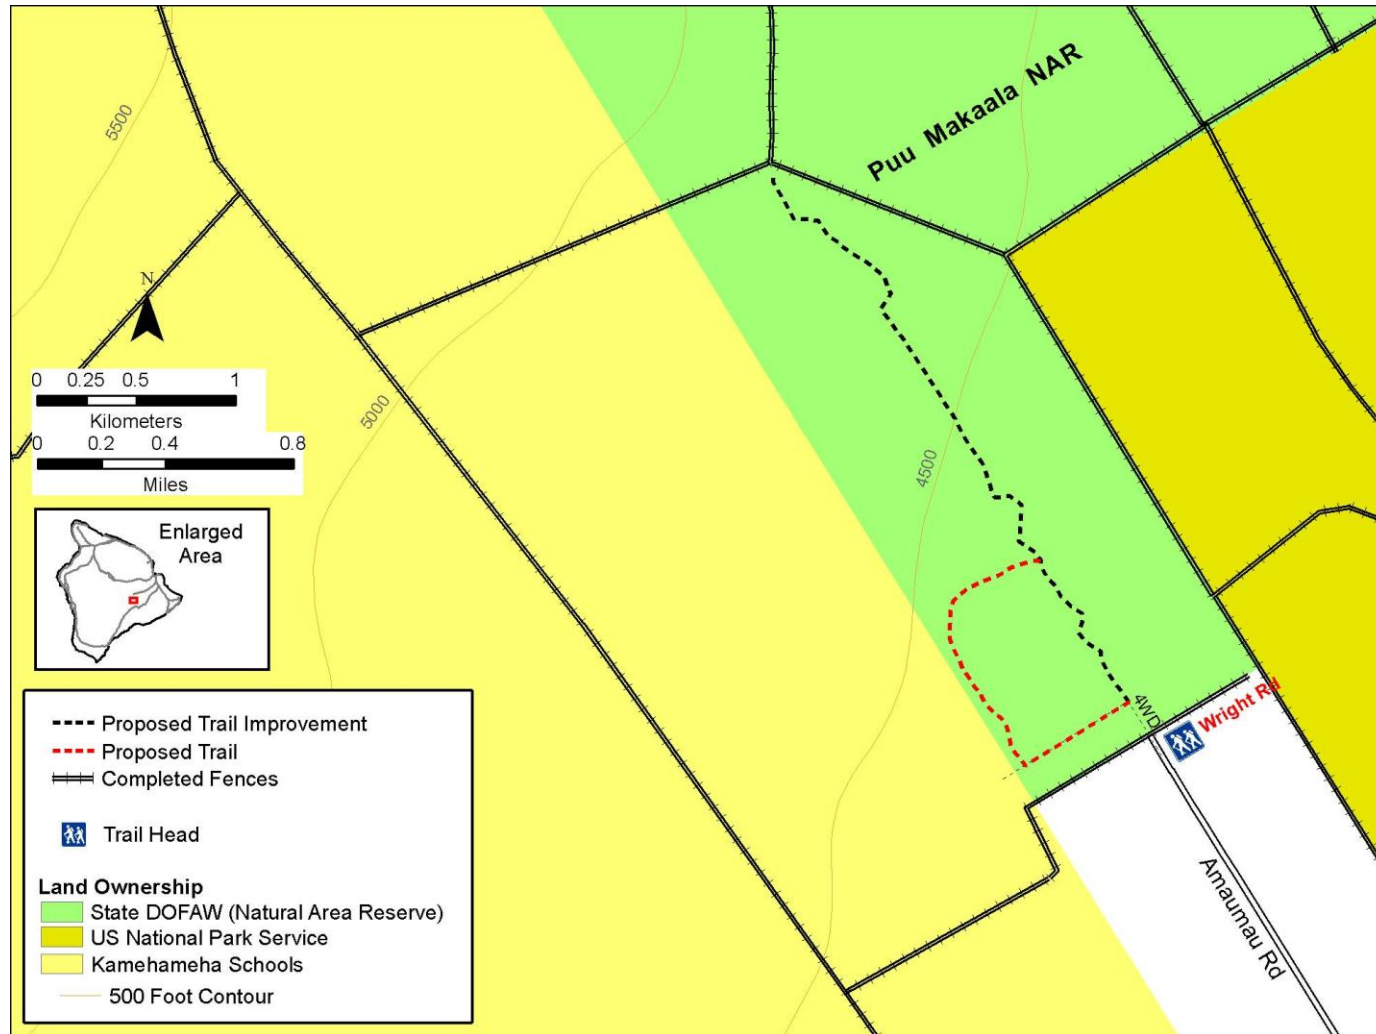 Puu Makaala NAR
5500
N
0 0.25 0.5 1
Kilometers
0 0.2 0.4 0.8
Miles
5000
4500
Enlarged
Area
4WD
Wright Rd
Amaumau Rd
Proposed Trail Improvement
Proposed Trail
Completed Fences
Trail Head
Land Ownership
State DOFAW (Natural Area Reserve)
US National Park Service
Kamehameha Schools
500 Foot Contour